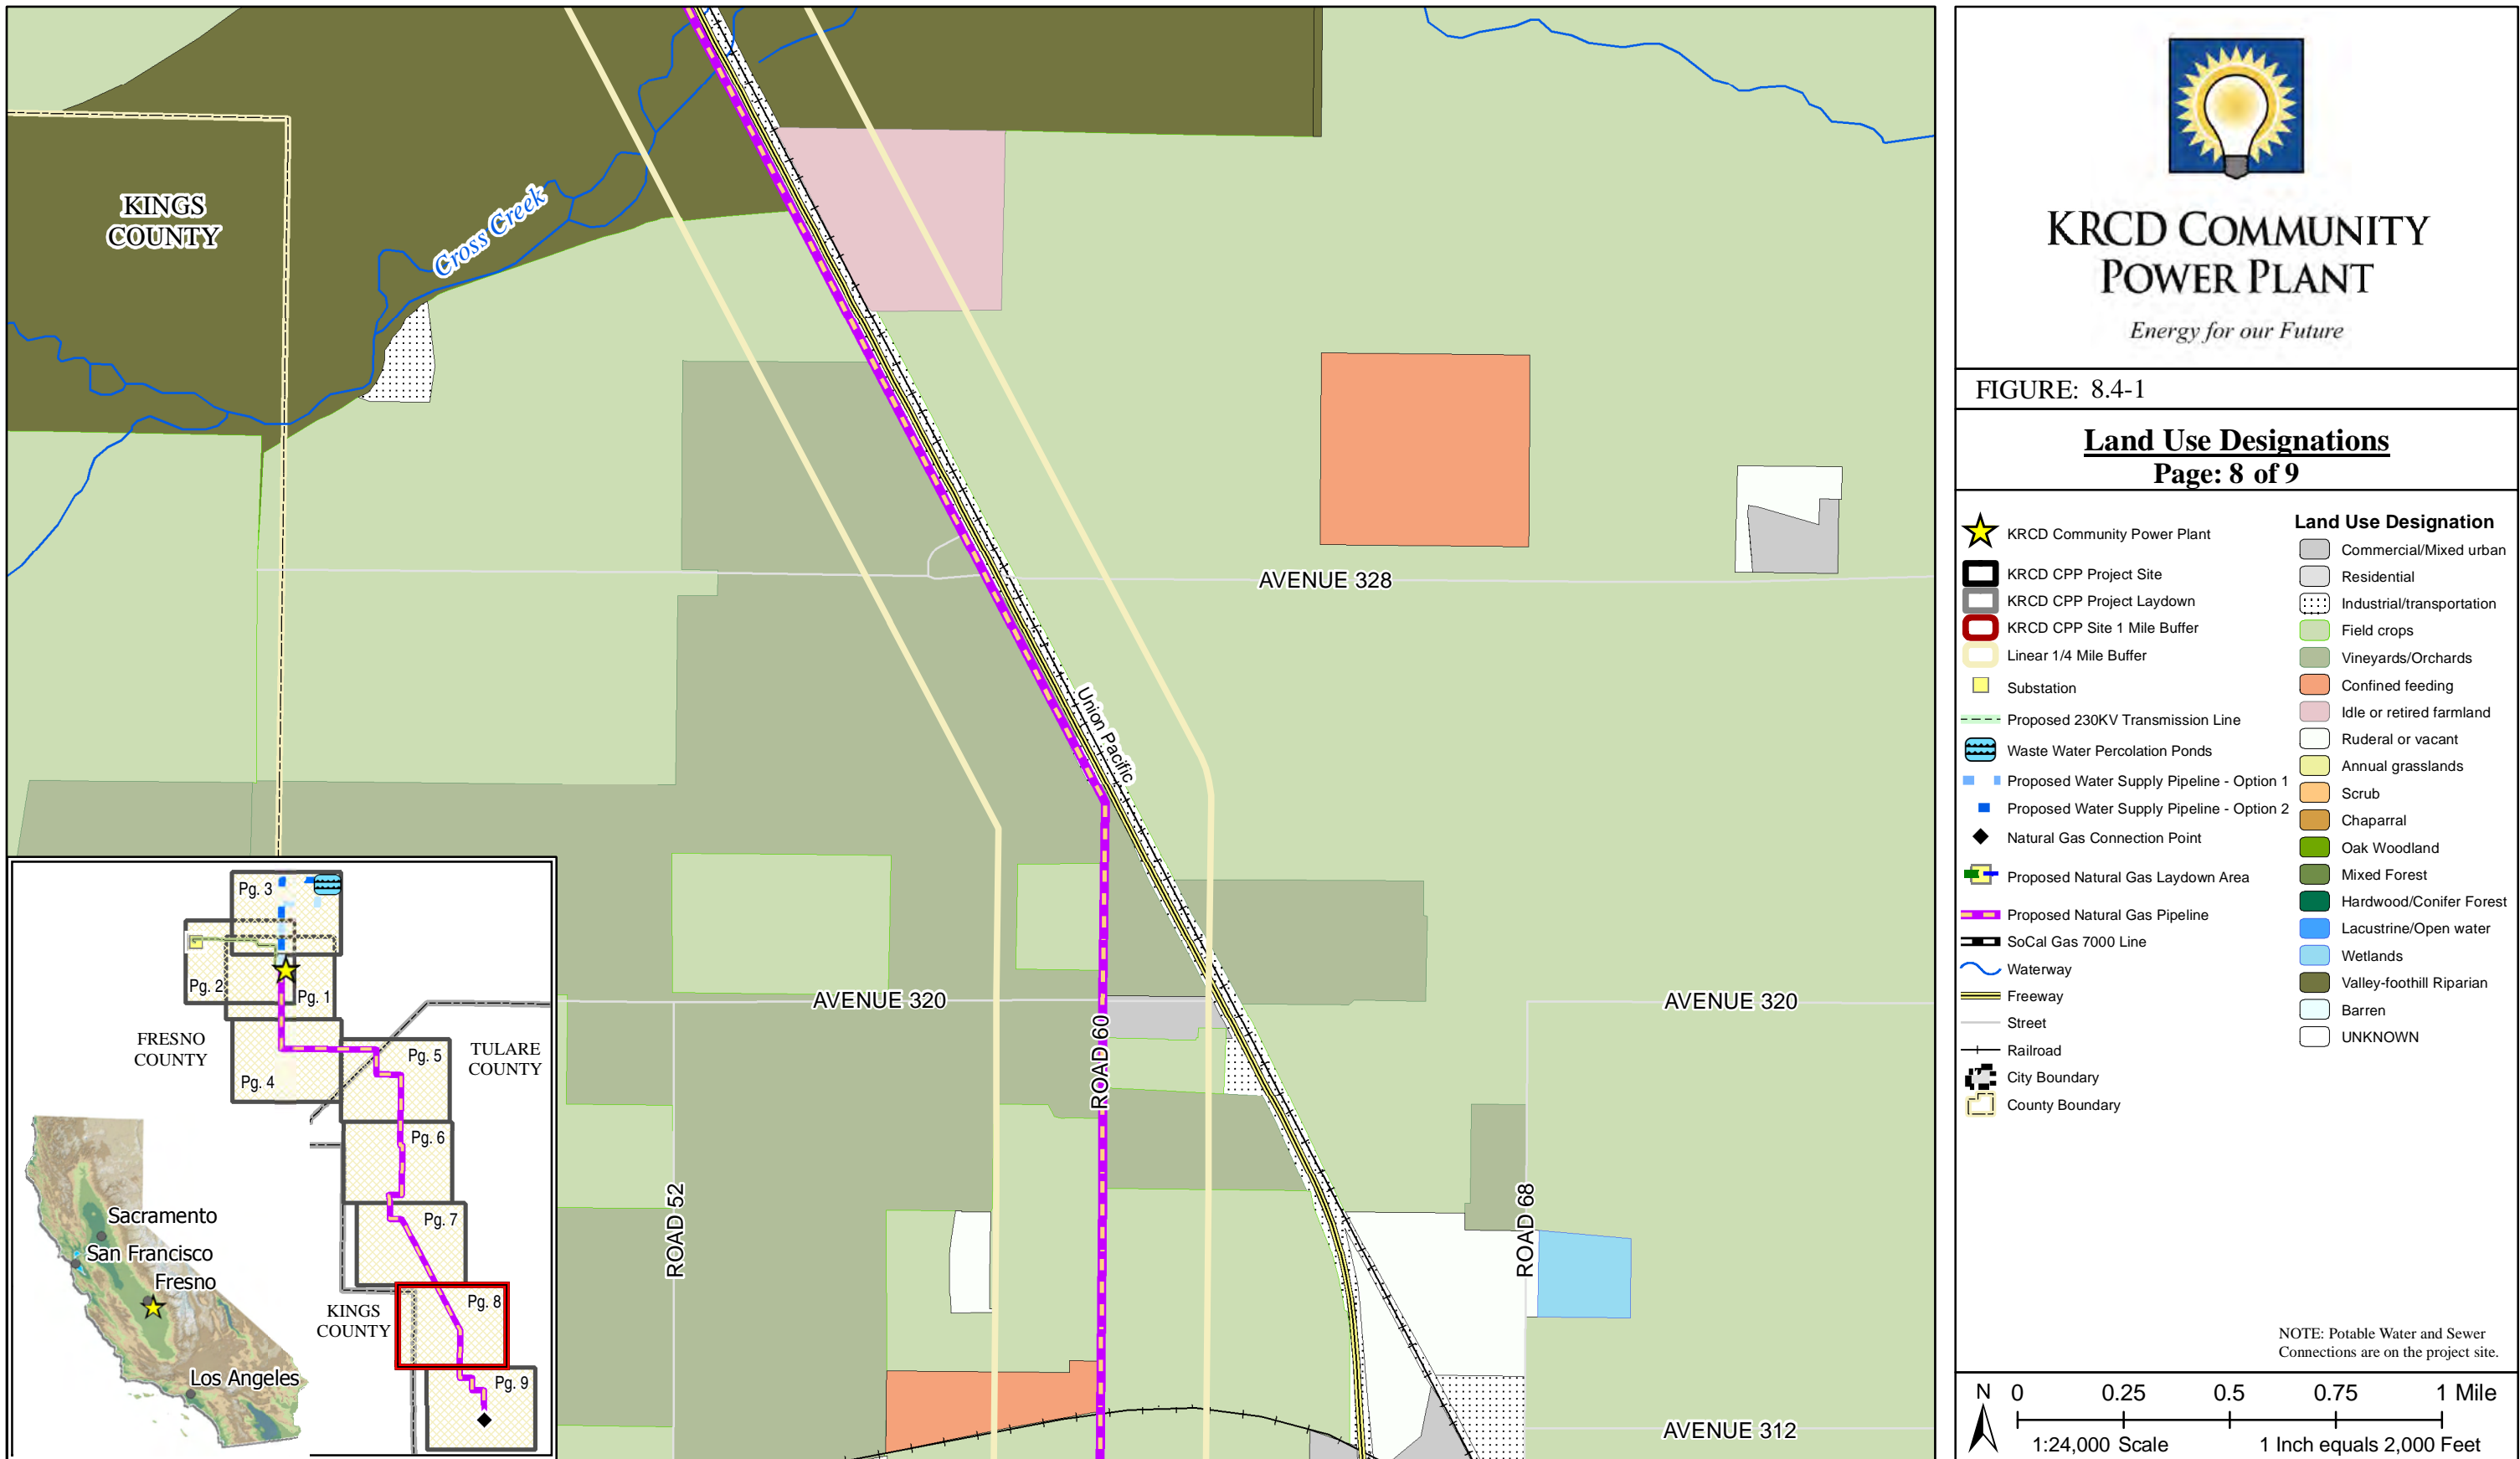 KINGS
COUNTY
Cross Creek
AVENUE 328
Union Pacific
AVENUE 320
AVENUE 320
ROAD 60
ROAD 52
ROAD 68
AVENUE 312
Pg. 3
Pg. 2
Pg. 1
FRESNO
COUNTY
Pg. 4
Pg. 5
TULARE
COUNTY
Pg. 6
Pg. 7
Pg. 8
KINGS
COUNTY
Pg. 9
Sacramento
San Francisco
Fresno
Los Angeles
KRCD COMMUNITY
POWER PLANT
Energy for our Future
FIGURE: 8.4-1
Land Use Designations
Page: 8 of 9
KRCD Community Power Plant
KRCD CPP Project Site
KRCD CPP Project Laydown
KRCD CPP Site 1 Mile Buffer
Linear 1/4 Mile Buffer
Substation
Proposed 230KV Transmission Line
Waste Water Percolation Ponds
Proposed Water Supply Pipeline - Option 1
Proposed Water Supply Pipeline - Option 2
Natural Gas Connection Point
Proposed Natural Gas Laydown Area
Proposed Natural Gas Pipeline
SoCal Gas 7000 Line
Waterway
Freeway
Street
Railroad
City Boundary
County Boundary
Land Use Designation
Commercial/Mixed urban
Residential
Industrial/transportation
Field crops
Vineyards/Orchards
Confined feeding
Idle or retired farmland
Ruderal or vacant
Annual grasslands
Scrub
Chaparral
Oak Woodland
Mixed Forest
Hardwood/Conifer Forest
Lacustrine/Open water
Wetlands
Valley-foothill Riparian
Barren
UNKNOWN
NOTE: Potable Water and Sewer
Connections are on the project site.
N 0 0.25 0.5 0.75 1 Mile
1:24,000 Scale 1 Inch equals 2,000 Feet